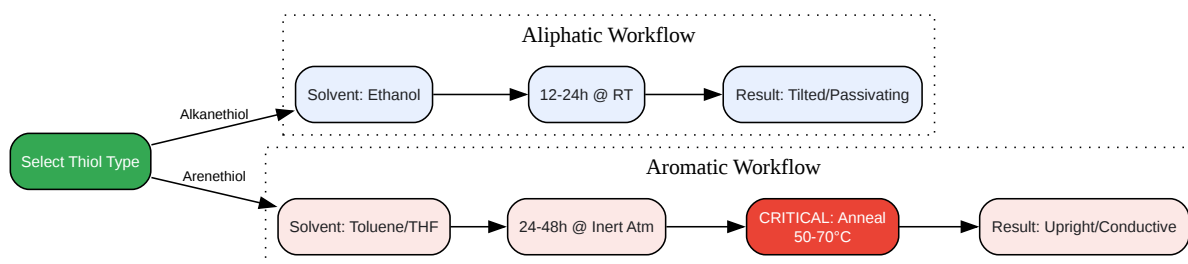 Aliphatic Workflow
Solvent: Ethanol
12-24h @ RT
Result: Tilted/Passivating
Alkanethiol
Select Thiol Type
Arenethiol
Aromatic Workflow
Solvent: Toluene/THF
24-48h @ Inert Atm
CRITICAL: Anneal
50-70°C
Result: Upright/Conductive